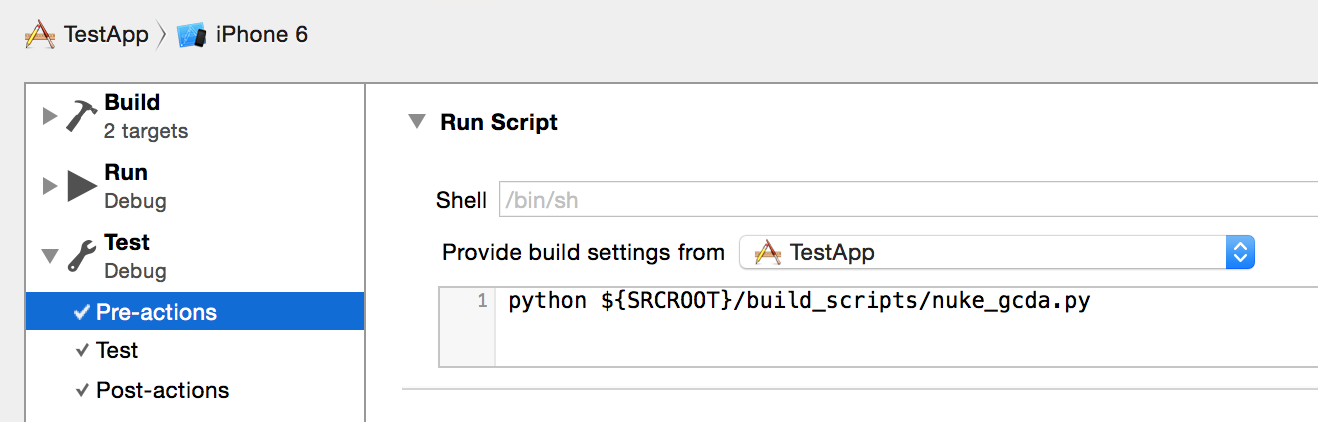 TestApp iPhone 6
Build
2 targets
Run
Debug
Test
Debug
Pre-actions
Test
Post-actions
Run Script
Shell /bin/sh
Provide build settings from TestApp
1 python ${SRCROOT}/build_scripts/nuke_gcda.py